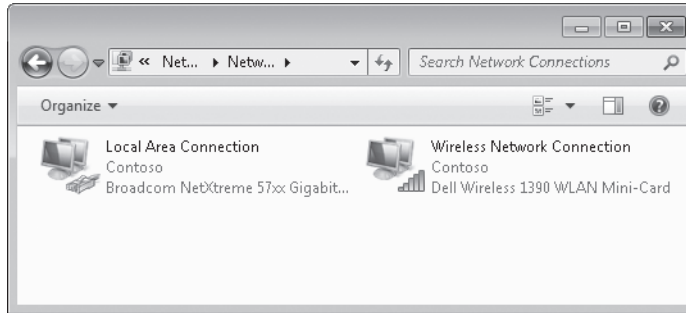 « Net... Netw...
Search Network Connections
Organize
Local Area Connection
Contoso
Broadcom NetXtreme 57xx Gigabit...
Wireless Network Connection
Contoso
Dell Wireless 1390 WLAN Mini-Card